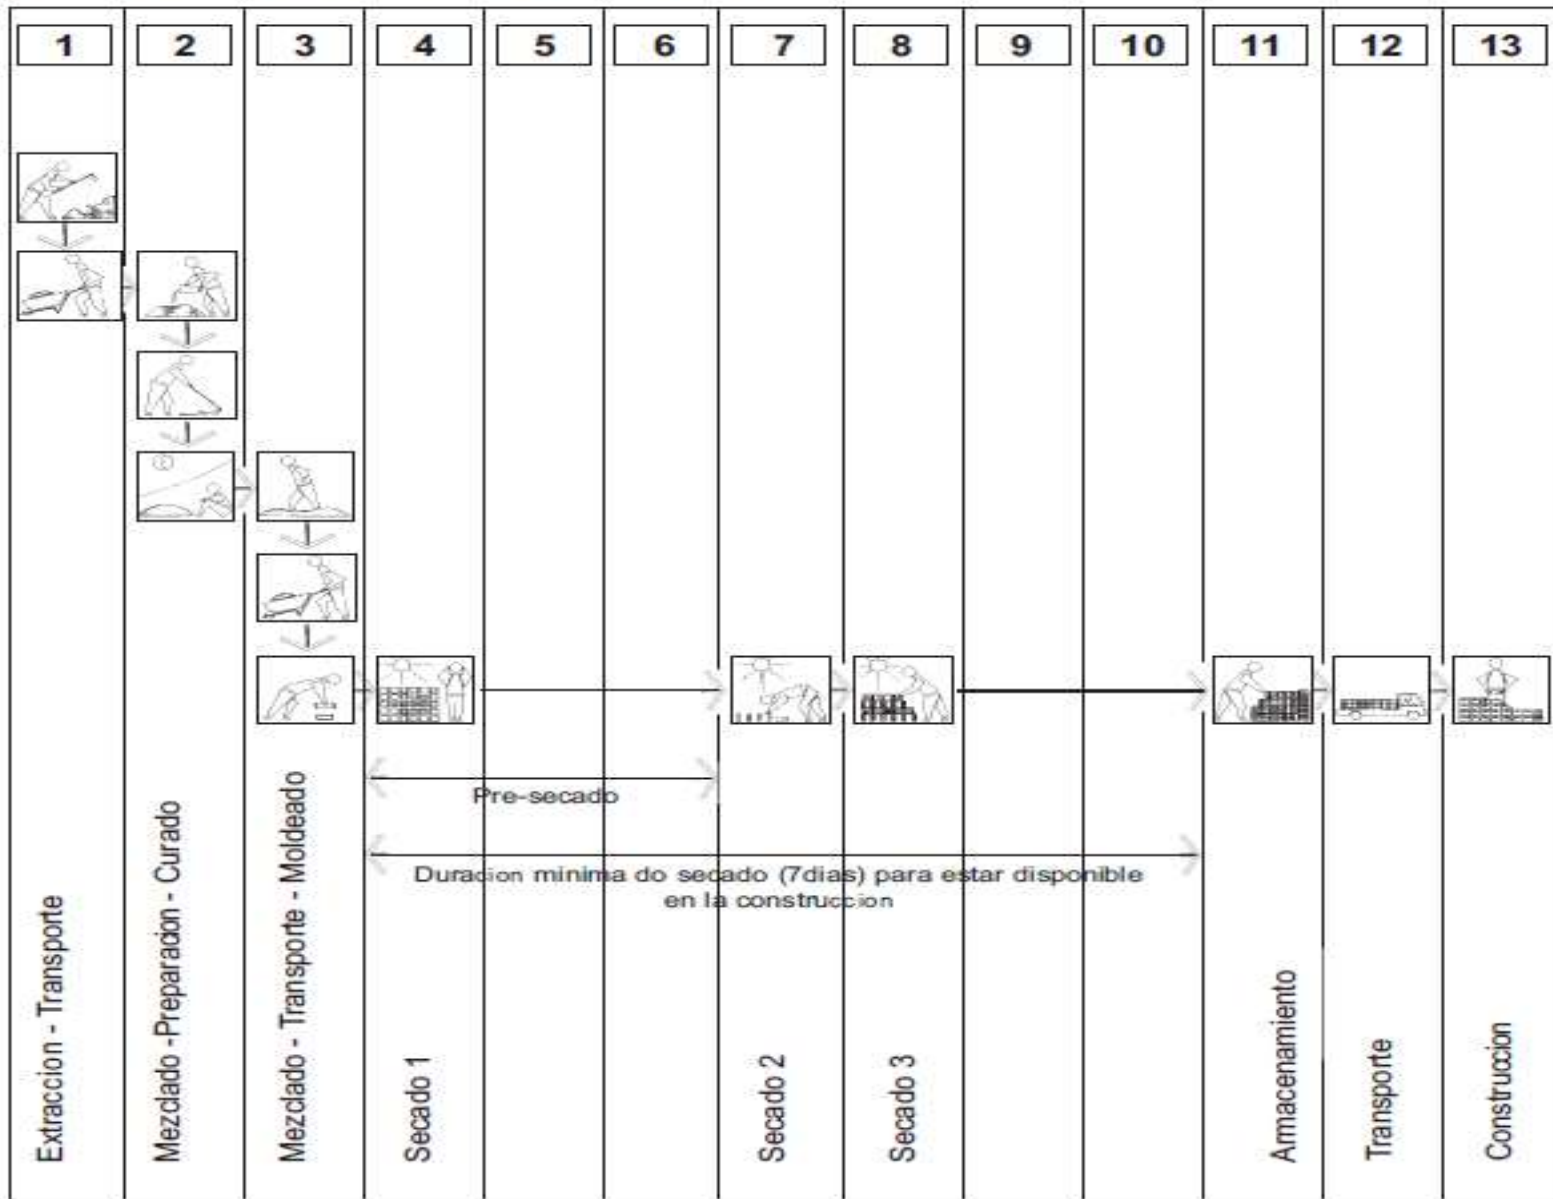 1 2 3 4 5 6 7 8 9 10 11 12 13
Pre-secado
Duracion minima do secado (7dias) para estar disponible
en la construccion
Extraccion - Transporte
Mezclado -Preparacion - Curado
Mezclado - Transporte - Moldeado
Secado 1
Secado 2
Secado 3
Armacenamiento
Transporte
Construccion